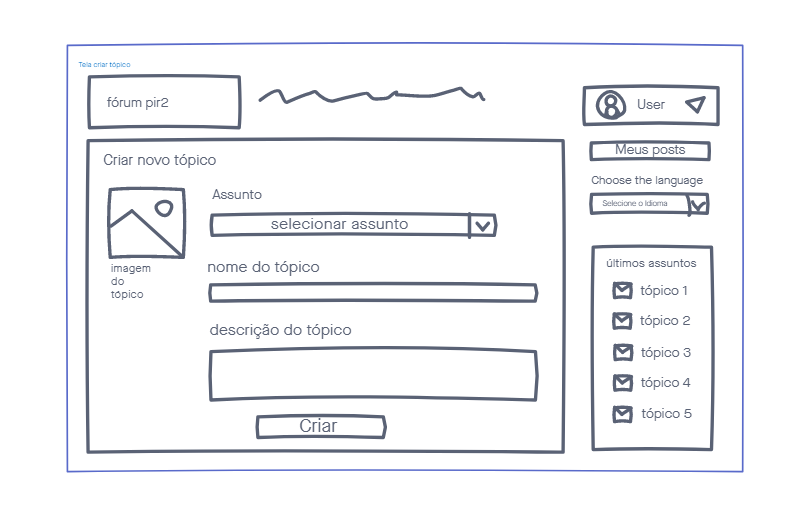 Tela criar tópico
fórum pir2
User
Meus posts
Choose the language
Selecione o Idioma
Criar novo tópico
Assunto
selecionar assunto
imagem
do
tópico
nome do tópico
descrição do tópico
Criar
últimos assuntos
tópico 1
tópico 2
tópico 3
tópico 4
tópico 5